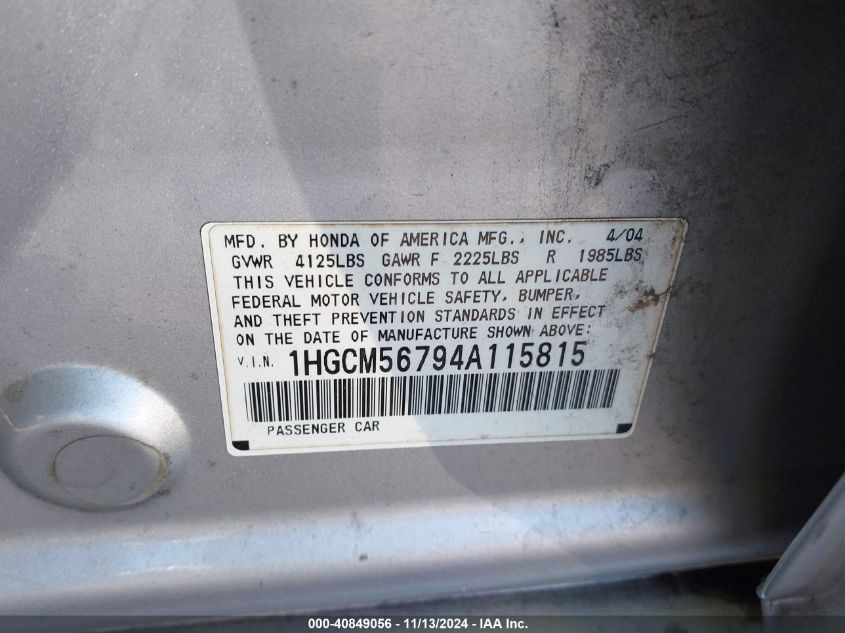 MFD. BY HONDA OF AMERICA MFG., INC. 4/04
GVWR 4125LBS GAWR F 2225LBS R 1985LBS
THIS VEHICLE CONFORMS TO ALL APPLICABLE
FEDERAL MOTOR VEHICLE SAFETY, BUMPER,
AND THEFT PREVENTION STANDARDS IN EFFECT
ON THE DATE OF MANUFACTURE SHOWN ABOVE:
V.I.N. 1HGCM56794A115815
PASSENGER CAR
000-40849056 - 11/13/2024 - IAA Inc.